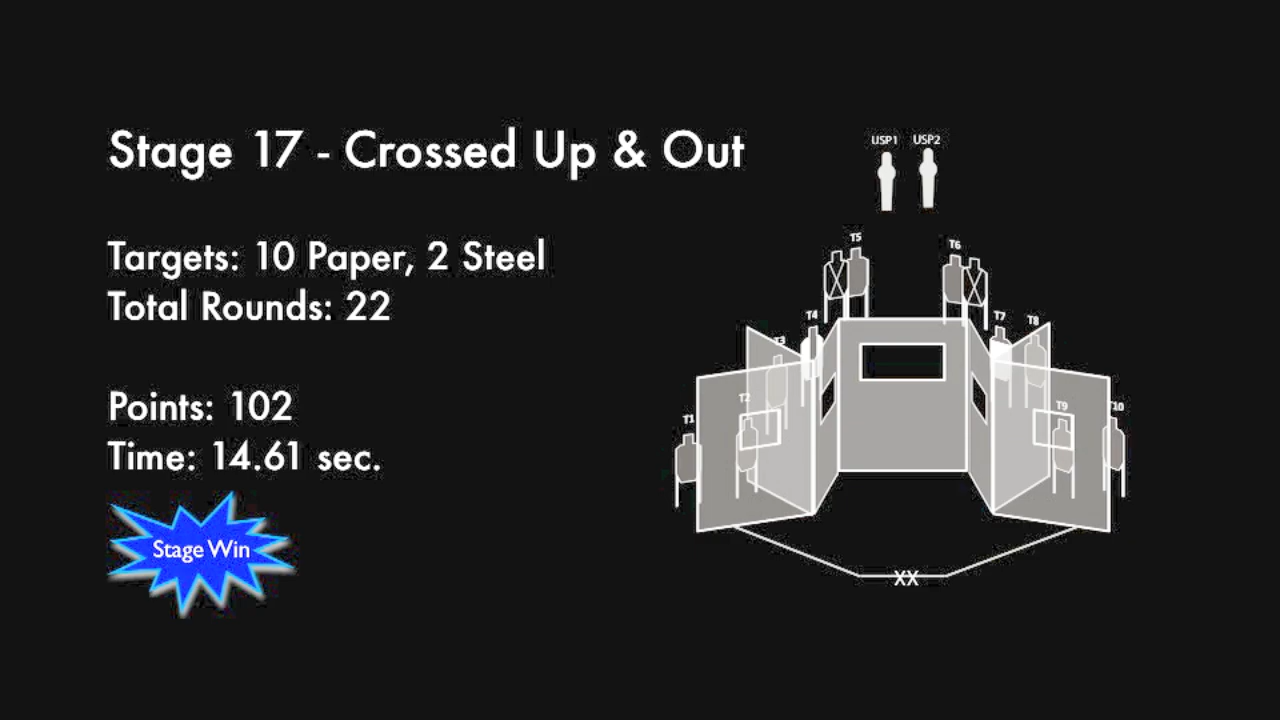 Stage 17 - Crossed Up & Out
Targets: 10 Paper, 2 Steel
Total Rounds: 22
Points: 102
Time: 14.61 sec.
Stage Win
USP1 USP2
T5 T6
T4 T7 T8
T3
T2 T9 T10
T1
XX